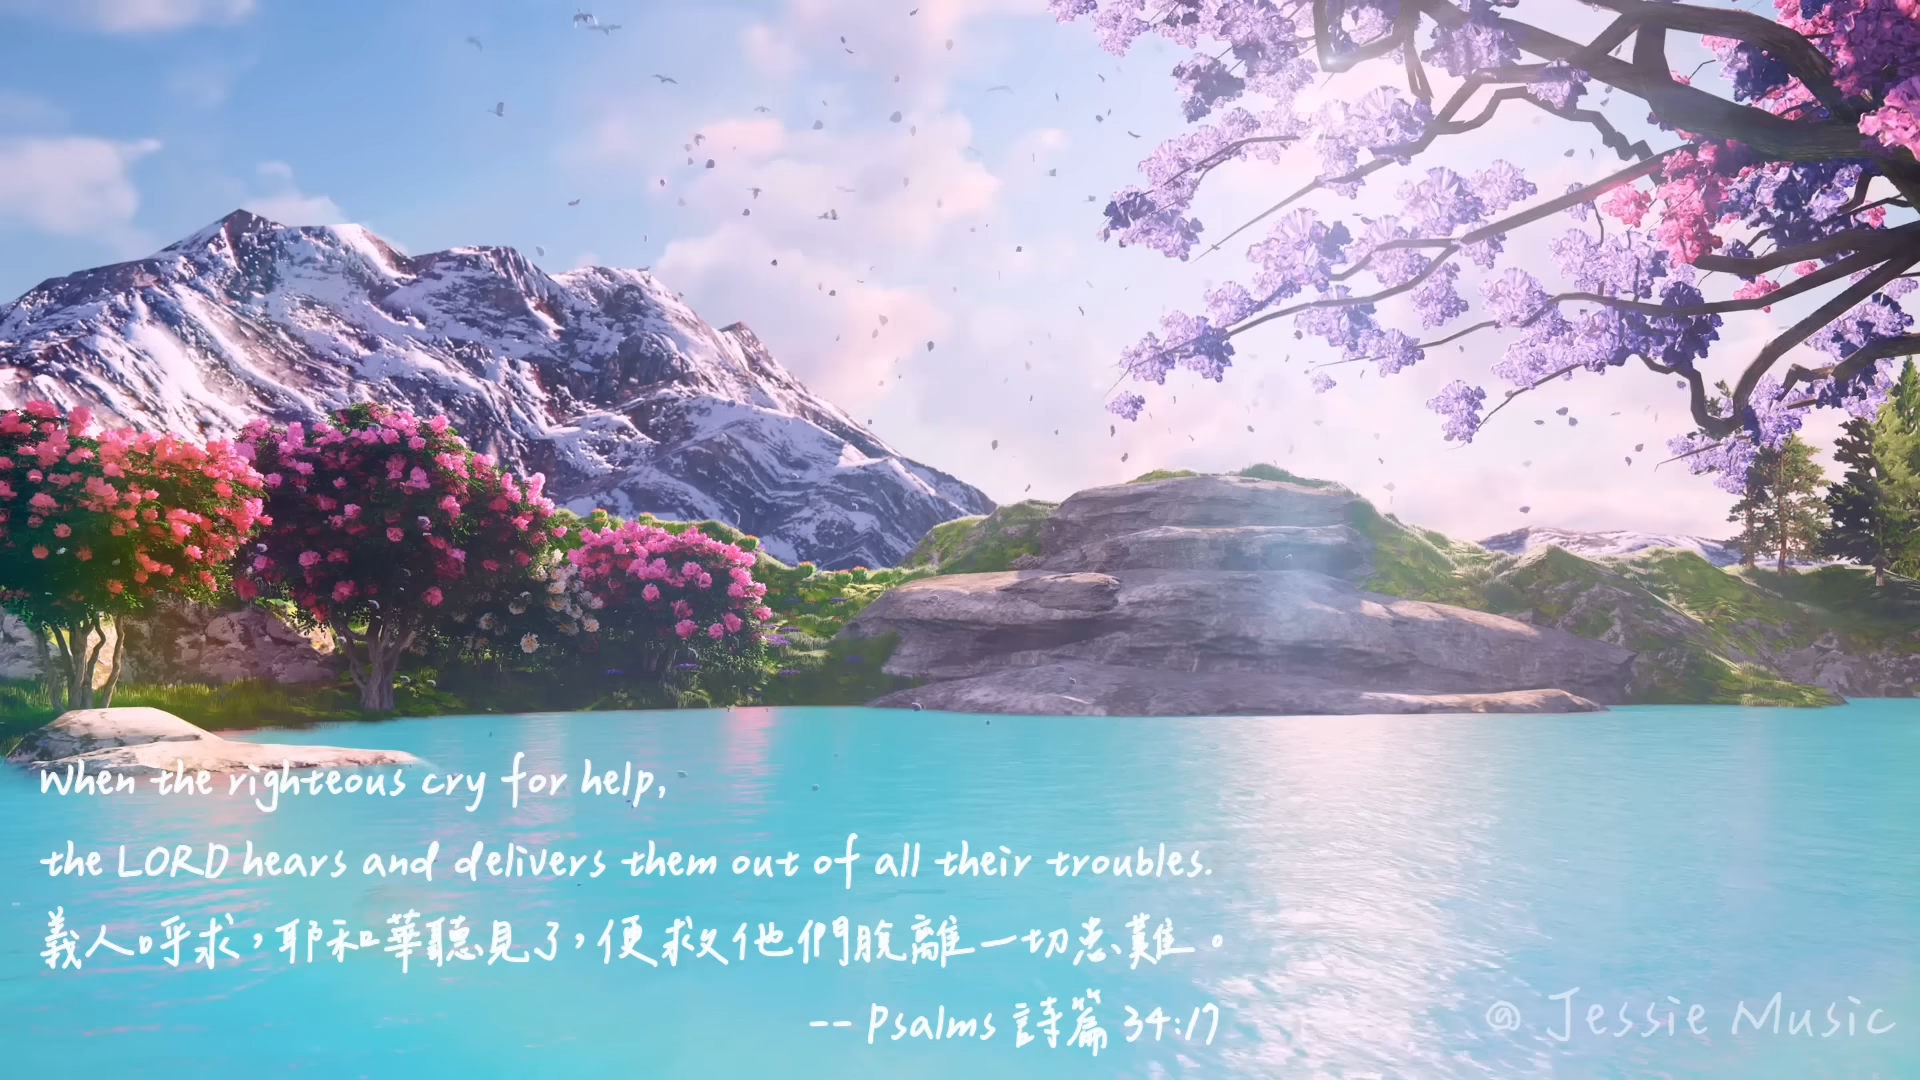 When the righteous cry for help,
the LORD hears and delivers them out of all their troubles.
義人呼求，耶和華聽見了，便救他們脫離一切患難。
-- Psalms 詩篇 34:17
@ Jessie Music